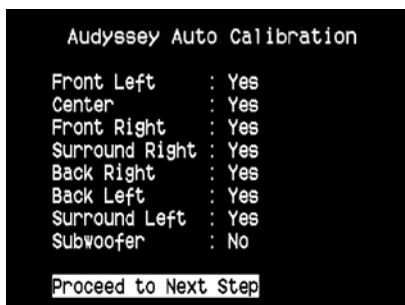 Audyssey Auto Calibration
Front Left : Yes
Center : Yes
Front Right : Yes
Surround Right : Yes
Back Right : Yes
Back Left : Yes
Surround Left : Yes
Subwoofer : No
Proceed to Next Step